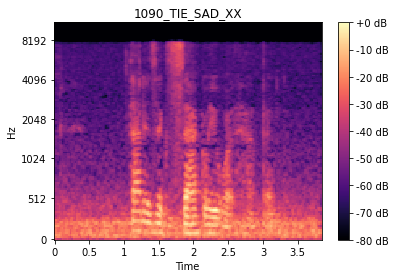 1090_TIE_SAD_XX
+0 dB
8192
-10 dB
4096
-20 dB
-30 dB
2048
Hz
-40 dB
1024
-50 dB
512
-60 dB
-70 dB
0
-80 dB
0 0.5 1 1.5 2 2.5 3 3.5
Time